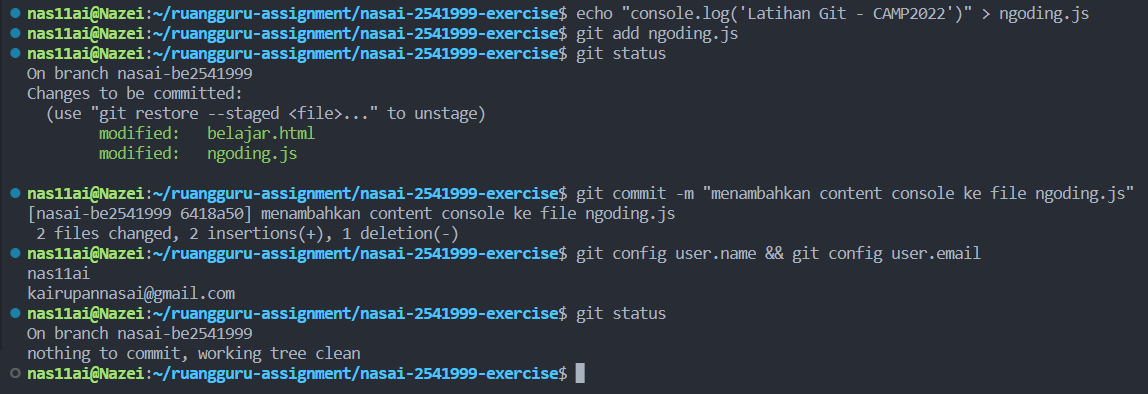 nas11ai@Nazei:~/ruangguru-assignment/nasai-2541999-exercise$ echo "console.log('Latihan Git - CAMP2022')" > ngoding.js
nas11ai@Nazei:~/ruangguru-assignment/nasai-2541999-exercise$ git add ngoding.js
nas11ai@Nazei:~/ruangguru-assignment/nasai-2541999-exercise$ git status
On branch nasai-be2541999
Changes to be committed:
  (use "git restore --staged <file>..." to unstage)
        modified:   belajar.html
        modified:   ngoding.js
nas11ai@Nazei:~/ruangguru-assignment/nasai-2541999-exercise$ git commit -m "menambahkan content console ke file ngoding.js"
[nasai-be2541999 6418a50] menambahkan content console ke file ngoding.js
 2 files changed, 2 insertions(+), 1 deletion(-)
nas11ai@Nazei:~/ruangguru-assignment/nasai-2541999-exercise$ git config user.name && git config user.email
nas11ai
kairupannasai@gmail.com
nas11ai@Nazei:~/ruangguru-assignment/nasai-2541999-exercise$ git status
On branch nasai-be2541999
nothing to commit, working tree clean
nas11ai@Nazei:~/ruangguru-assignment/nasai-2541999-exercise$